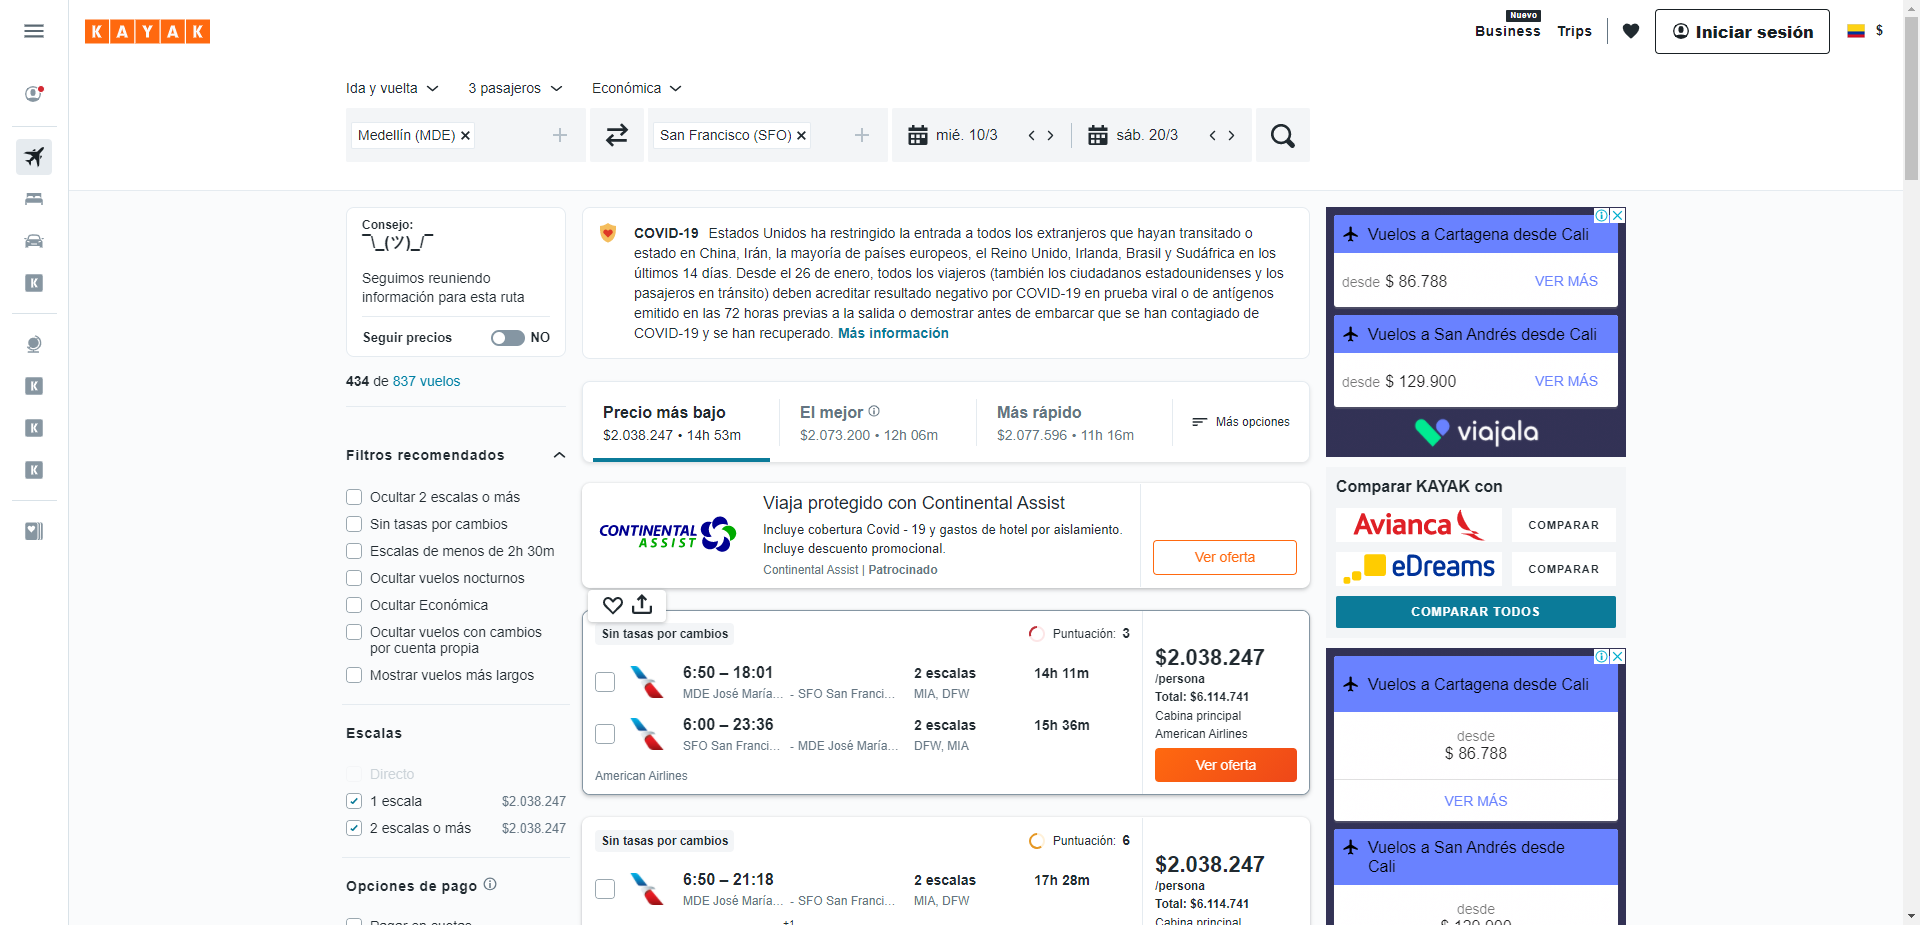 KAYAK
Nuevo
Business
Trips
Iniciar sesión
$
Ida y vuelta
3 pasajeros
Económica
Medellín (MDE)
San Francisco (SFO)
mié. 10/3
sáb. 20/3
Consejo:
¯\_(ツ)_/¯
Seguimos reuniendo
información para esta ruta
Seguir precios
NO
434 de 837 vuelos
Filtros recomendados
Ocultar 2 escalas o más
Sin tasas por cambios
Escalas de menos de 2h 30m
Ocultar vuelos nocturnos
Ocultar Económica
Ocultar vuelos con cambios
por cuenta propia
Mostrar vuelos más largos
Escalas
Directo
1 escala $2.038.247
2 escalas o más $2.038.247
Opciones de pago
COVID-19 Estados Unidos ha restringido la entrada a todos los extranjeros que hayan transitado o
estado en China, Irán, la mayoría de países europeos, el Reino Unido, Irlanda, Brasil y Sudáfrica en los
últimos 14 días. Desde el 26 de enero, todos los viajeros (también los ciudadanos estadounidenses y los
pasajeros en tránsito) deben acreditar resultado negativo por COVID-19 en prueba viral o de antígenos
emitido en las 72 horas previas a la salida o demostrar antes de embarcar que se han contagiado de
COVID-19 y se han recuperado. Más información
Precio más bajo
$2.038.247 • 14h 53m
El mejor
$2.073.200 • 12h 06m
Más rápido
$2.077.596 • 11h 16m
Más opciones
CONTINENTAL
ASSIST
Viaja protegido con Continental Assist
Incluye cobertura Covid - 19 y gastos de hotel por aislamiento.
Incluye descuento promocional.
Continental Assist | Patrocinado
Ver oferta
Sin tasas por cambios
Puntuación: 3
6:50 – 18:01 2 escalas 14h 11m
MDE José María... - SFO San Franci... MIA, DFW
6:00 – 23:36 2 escalas 15h 36m
SFO San Franci... - MDE José María... DFW, MIA
American Airlines
$2.038.247
/persona
Total: $6.114.741
Cabina principal
American Airlines
Ver oferta
Sin tasas por cambios
Puntuación: 6
6:50 – 21:18 2 escalas 17h 28m
MDE José María... - SFO San Franci... MIA, DFW
+1
$2.038.247
/persona
Total: $6.114.741
Cabina principal
Vuelos a Cartagena desde Cali
desde $ 86.788 VER MÁS
Vuelos a San Andrés desde Cali
desde $ 129.900 VER MÁS
viajala
Comparar KAYAK con
Avianca COMPARAR
eDreams COMPARAR
COMPARAR TODOS
Vuelos a Cartagena desde Cali
desde
$ 86.788
VER MÁS
Vuelos a San Andrés desde
Cali
desde
$ 129.900